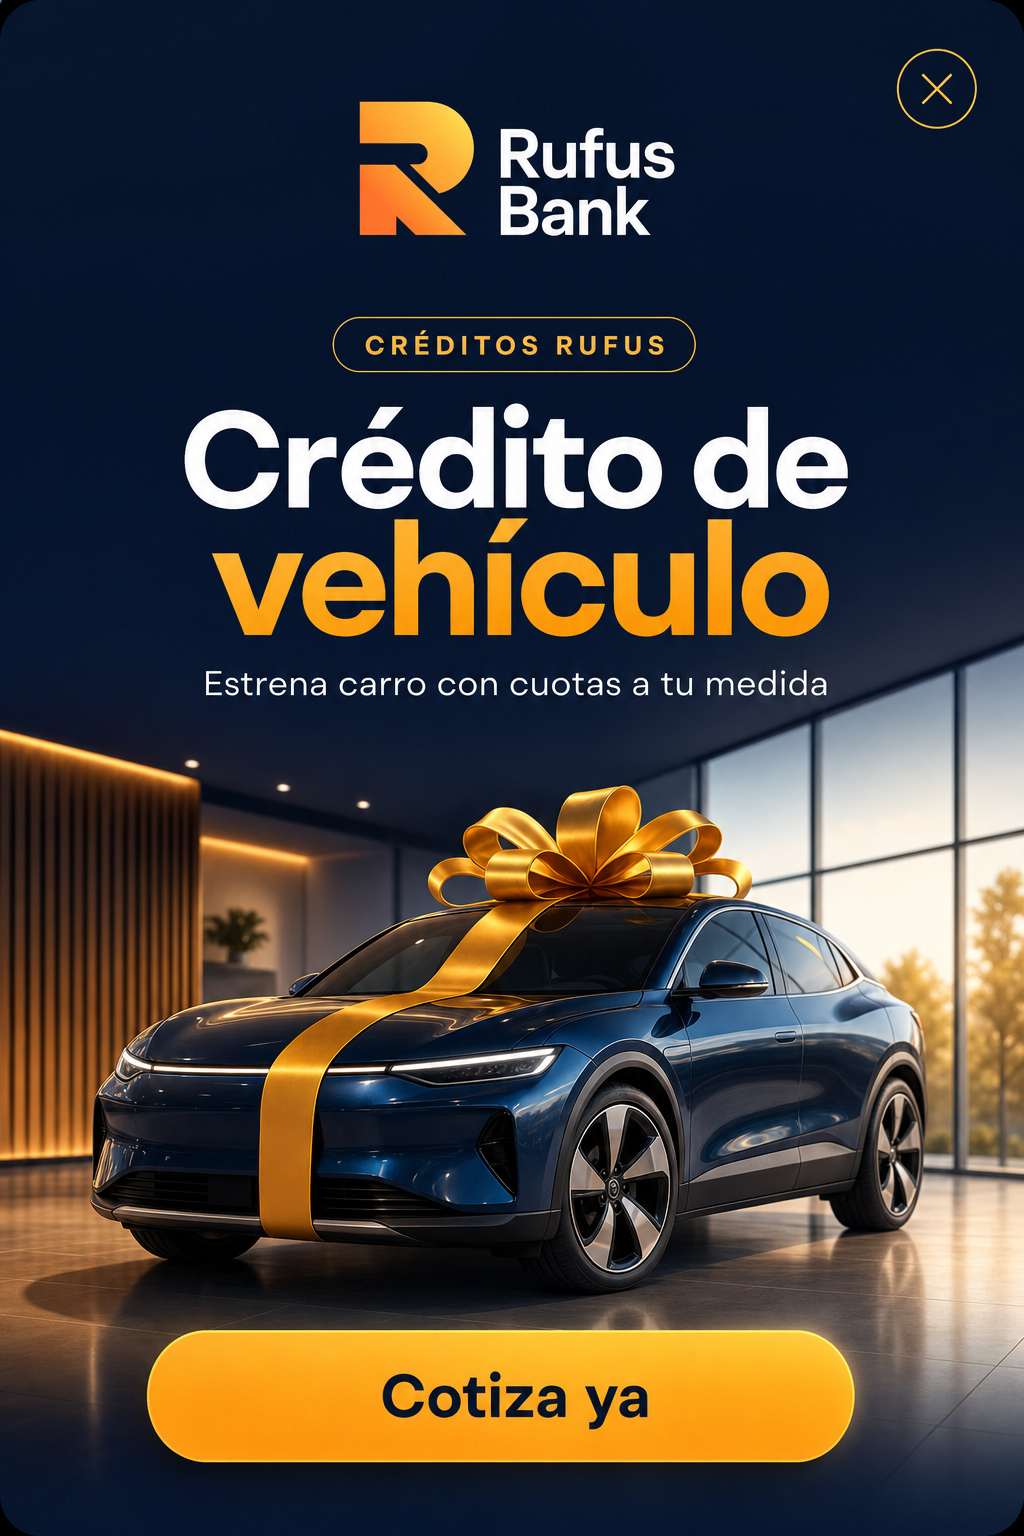 Rufus
Bank
CRÉDITOS RUFUS
Crédito de
vehículo
Estrena carro con cuotas a tu medida
Cotiza ya